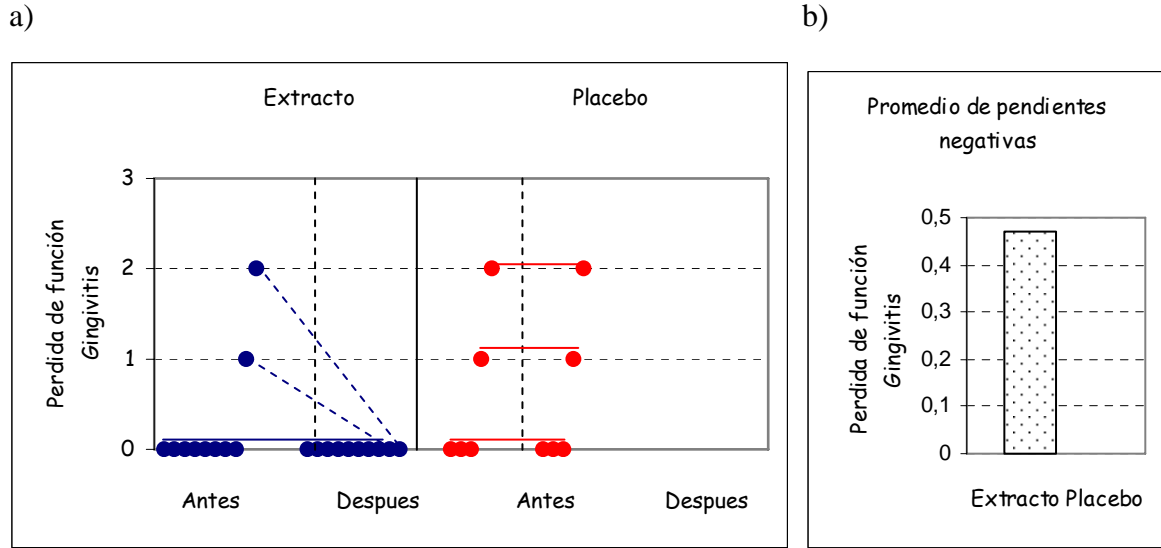 a)
b)
Extracto Placebo
Perdida de función
Gingivitis
3
2
1
0
Antes Despues Antes Despues
Promedio de pendientes
negativas
Perdida de función
Gingivitis
0,5
0,4
0,3
0,2
0,1
0
Extracto Placebo